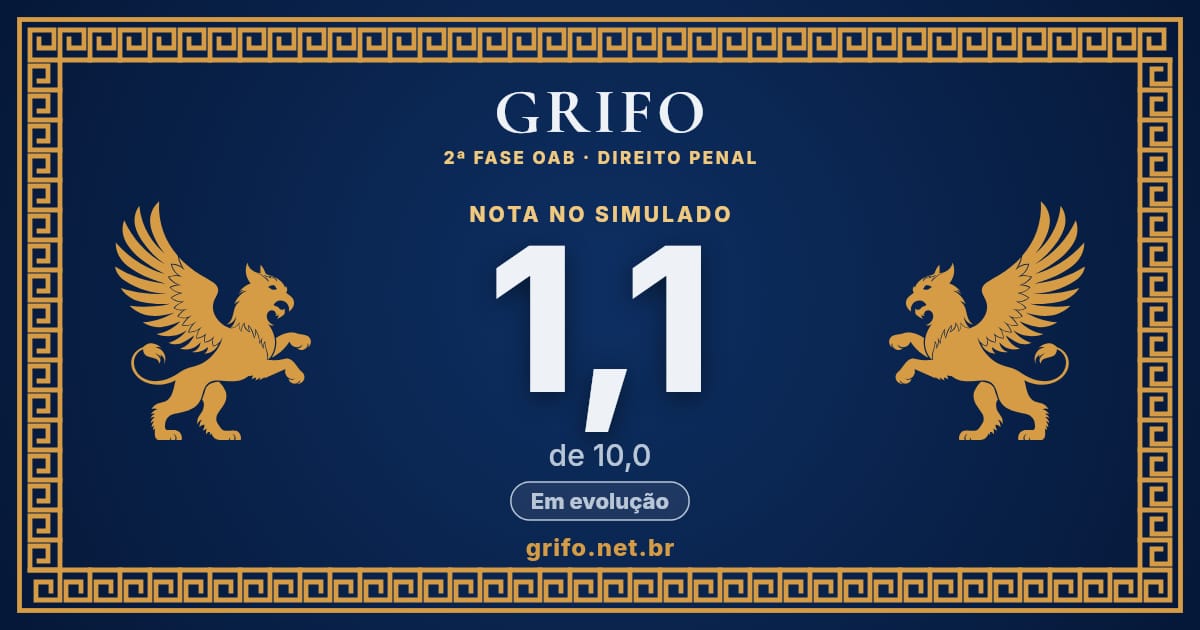 GRIFO
2ª FASE OAB · DIREITO PENAL
NOTA NO SIMULADO
1,1
de 10,0
Em evolução
grifo.net.br